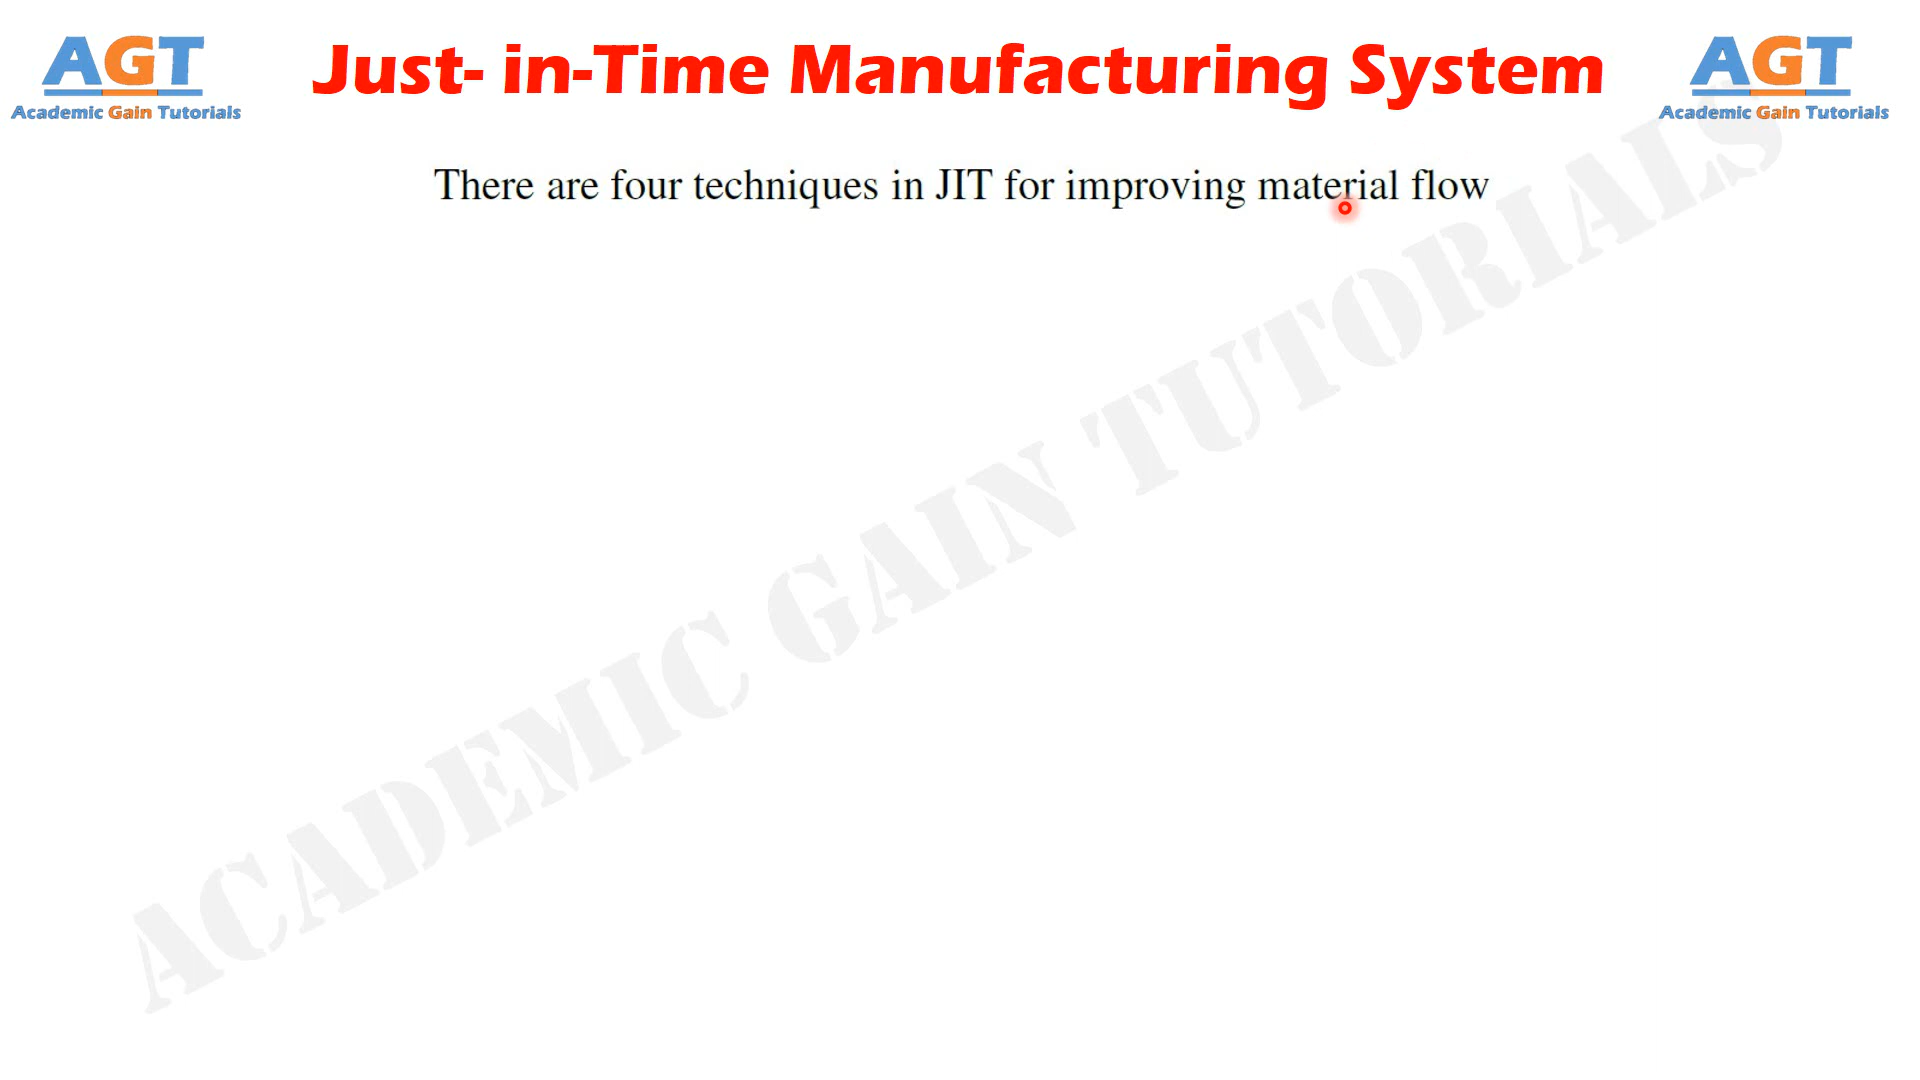 AGT
Academic Gain Tutorials
Just- in-Time Manufacturing System
AGT
Academic Gain Tutorials
There are four techniques in JIT for improving material flow
ACADEMIC GAIN TUTORIALS